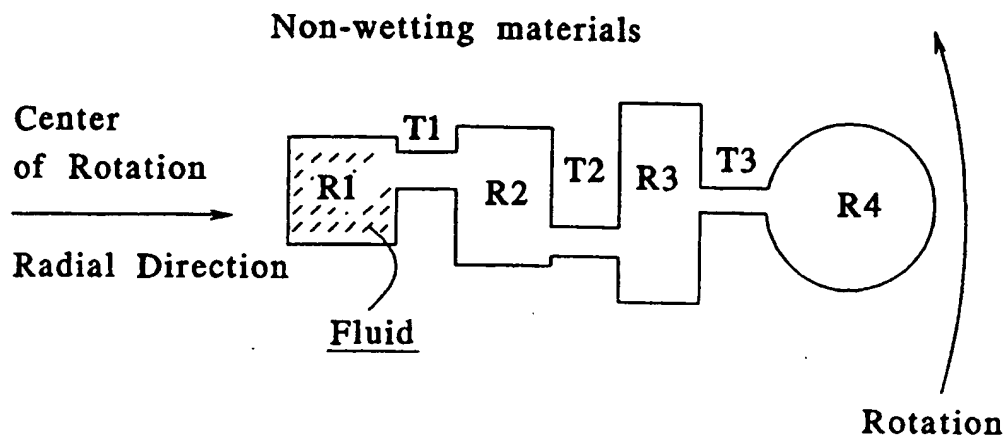 Non-wetting materials
Center
of Rotation
Radial Direction
T1
R1
R2
T2
R3
T3
R4
Fluid
Rotation